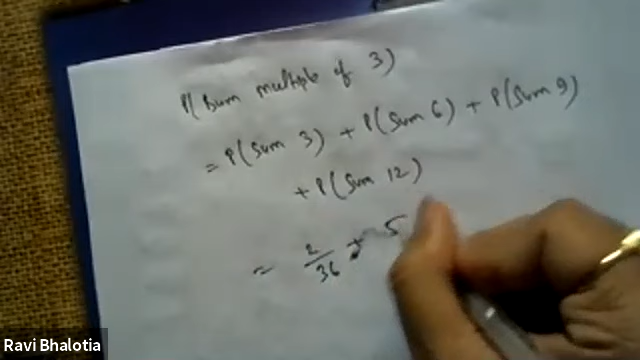 P(Sum multiple of 3)
= P(Sum 3) + P(Sum 6) + P(Sum 9)
+ P(Sum 12)
= 2/36 + 5
Ravi Bhalotia